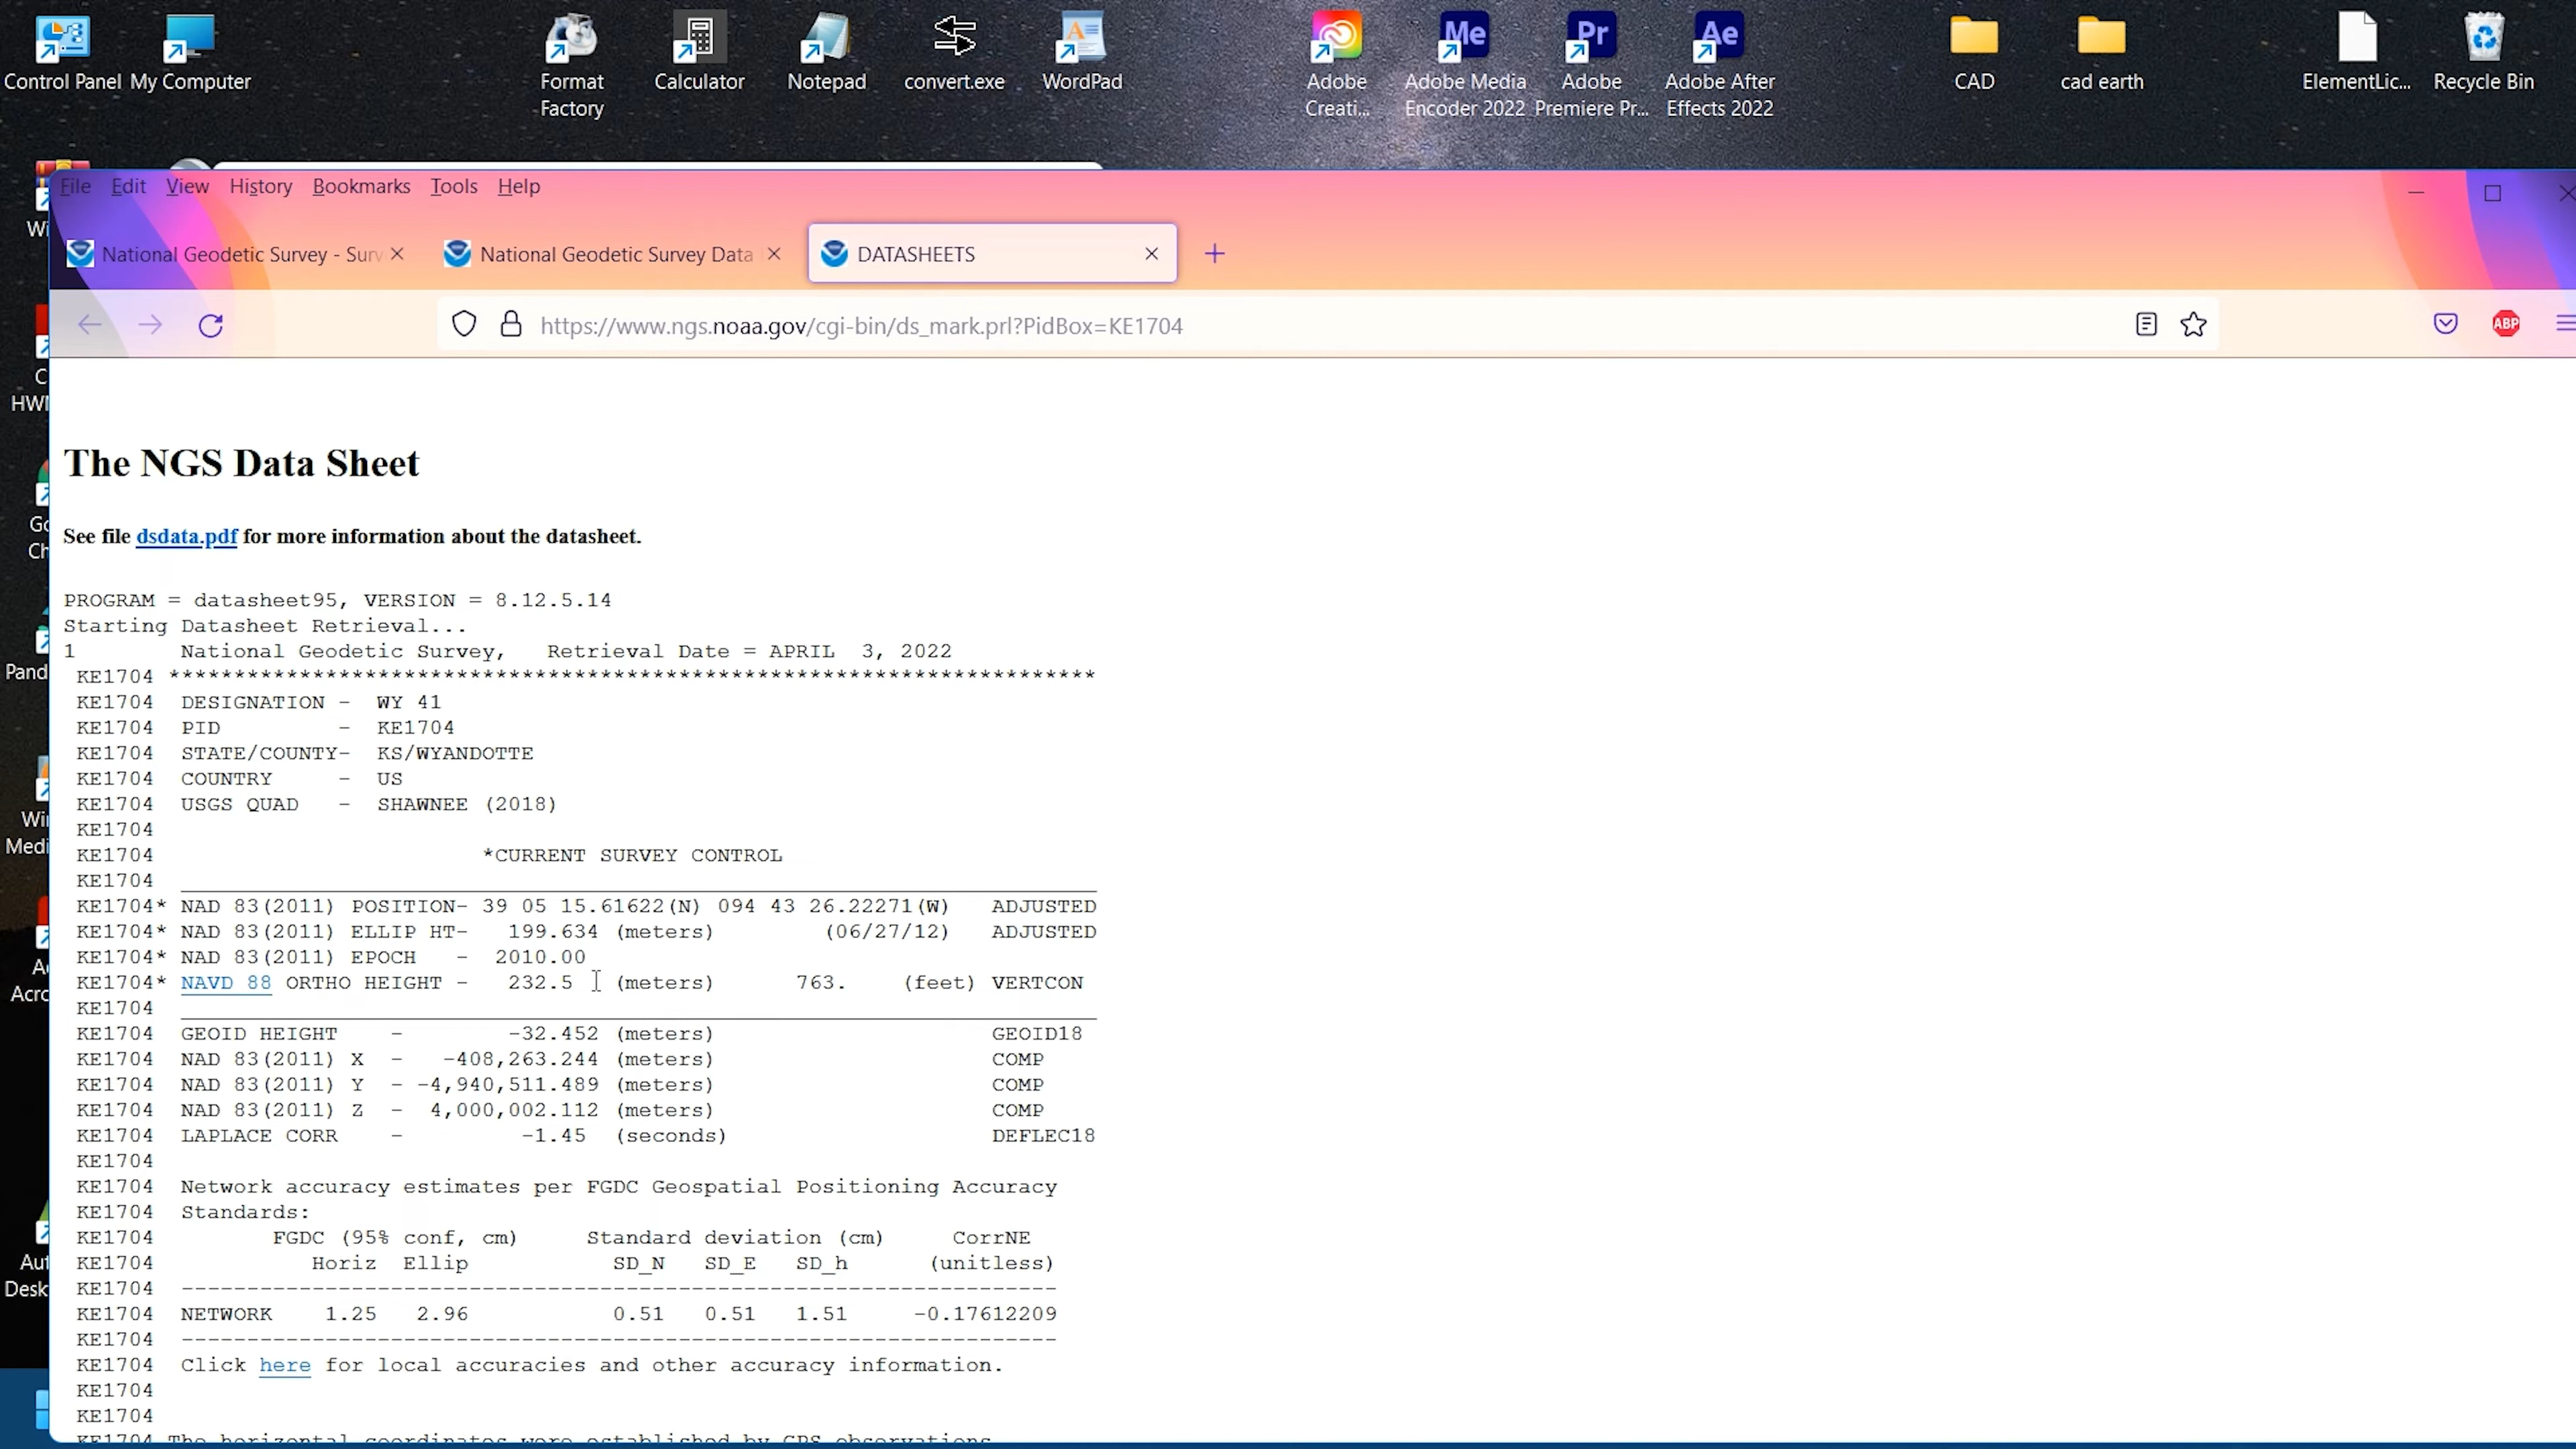 Control Panel My Computer Format Factory Calculator Notepad convert.exe WordPad Adobe Creati... Adobe Media Encoder 2022 Adobe Premiere Pr... Adobe After Effects 2022 CAD cad earth ElementLic... Recycle Bin
File Edit View History Bookmarks Tools Help
National Geodetic Survey - Surv National Geodetic Survey Data DATASHEETS
https://www.ngs.noaa.gov/cgi-bin/ds_mark.prl?PidBox=KE1704
ABP
The NGS Data Sheet
See file dsdata.pdf for more information about the datasheet.
PROGRAM = datasheet95, VERSION = 8.12.5.14
Starting Datasheet Retrieval...
1 National Geodetic Survey, Retrieval Date = APRIL 3, 2022
KE1704 ***********************************************************************
KE1704 DESIGNATION - WY 41
KE1704 PID - KE1704
KE1704 STATE/COUNTY- KS/WYANDOTTE
KE1704 COUNTRY - US
KE1704 USGS QUAD - SHAWNEE (2018)
KE1704
KE1704 *CURRENT SURVEY CONTROL
KE1704 ______________________________________________________________________
KE1704* NAD 83(2011) POSITION- 39 05 15.61622(N) 094 43 26.22271(W) ADJUSTED
KE1704* NAD 83(2011) ELLIP HT- 199.634 (meters) (06/27/12) ADJUSTED
KE1704* NAD 83(2011) EPOCH - 2010.00
KE1704* NAVD 88 ORTHO HEIGHT - 232.5 (meters) 763. (feet) VERTCON
KE1704 ______________________________________________________________________
KE1704 GEOID HEIGHT - -32.452 (meters) GEOID18
KE1704 NAD 83(2011) X - -408,263.244 (meters) COMP
KE1704 NAD 83(2011) Y - -4,940,511.489 (meters) COMP
KE1704 NAD 83(2011) Z - 4,000,002.112 (meters) COMP
KE1704 LAPLACE CORR - -1.45 (seconds) DEFLEC18
KE1704
KE1704 Network accuracy estimates per FGDC Geospatial Positioning Accuracy
KE1704 Standards:
KE1704 FGDC (95% conf, cm) Standard deviation (cm) CorrNE
KE1704 Horiz Ellip SD_N SD_E SD_h (unitless)
KE1704 -------------------------------------------------------------------
KE1704 NETWORK 1.25 2.96 0.51 0.51 1.51 -0.17612209
KE1704 -------------------------------------------------------------------
KE1704 Click here for local accuracies and other accuracy information.
KE1704
KE1704
KE1704 The horizontal coordinates were established by GPS observations